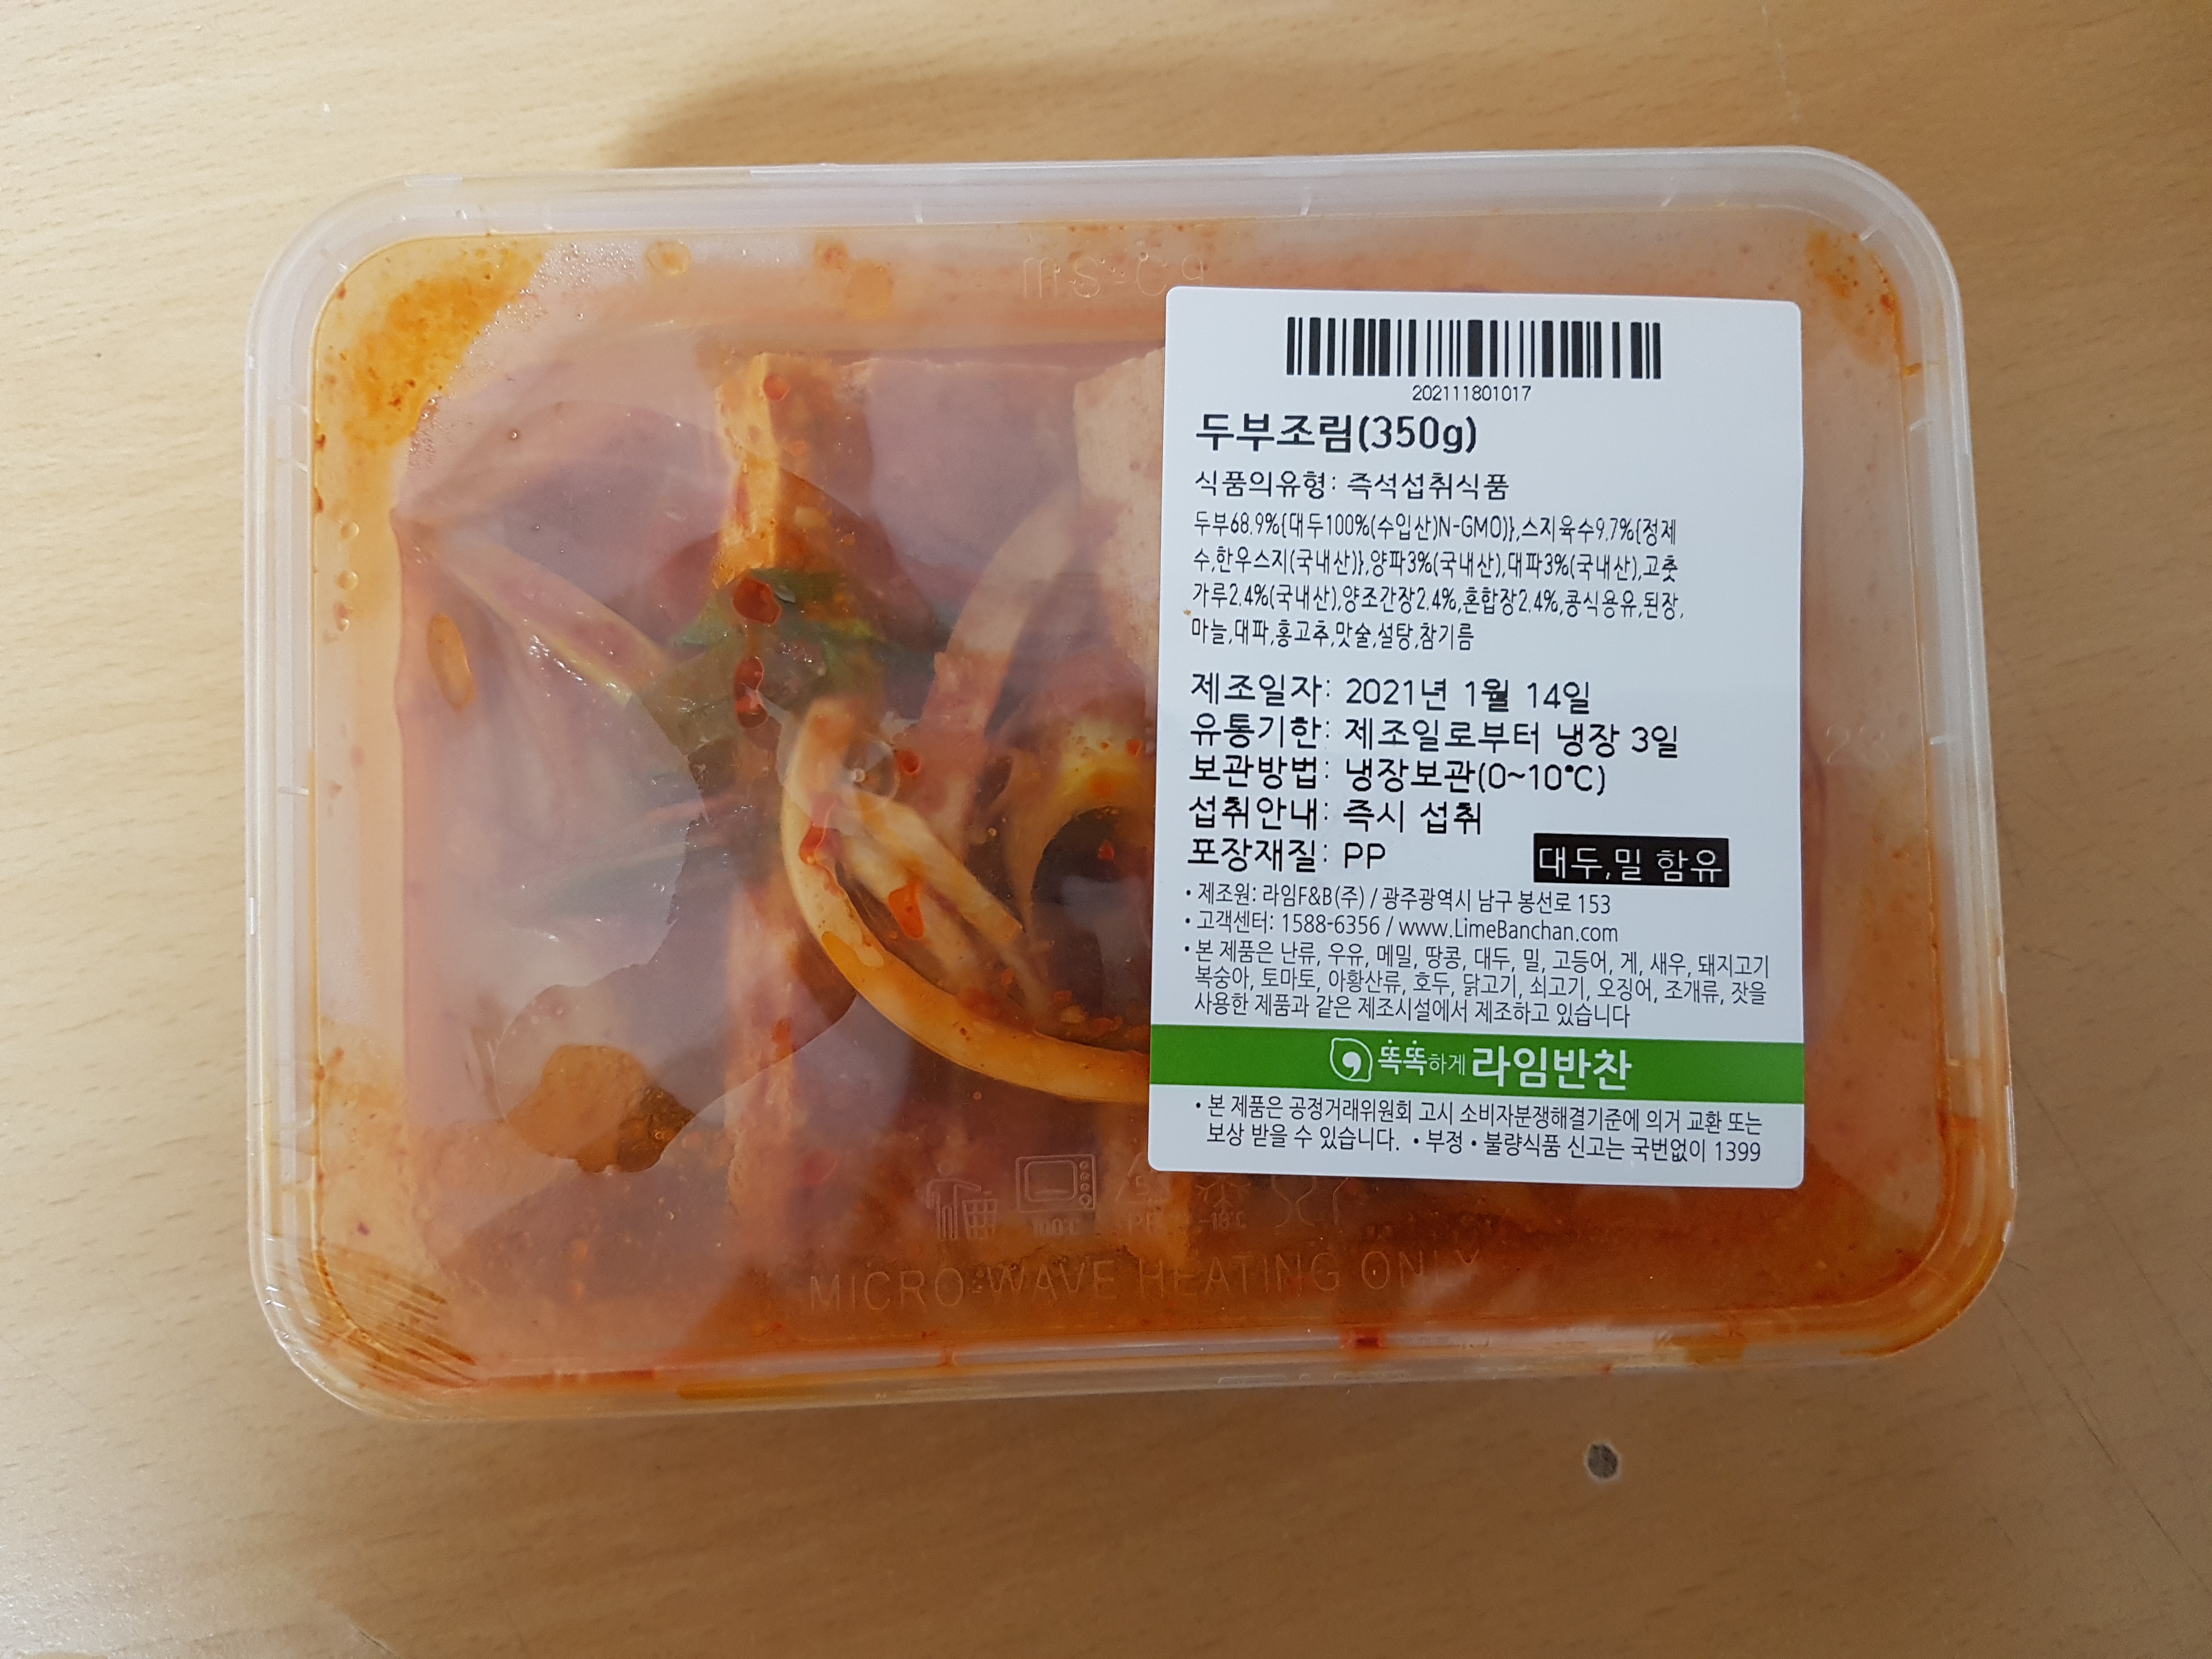 mS-C9
202111801017
두부조림(350g)
식품의유형: 즉석섭취식품
두부68.9%{대두100%(수입산)N-GMO)},스지육수9.7%{정제
수,한우스지(국내산)},양파3%(국내산),대파3%(국내산),고춧
가루2.4%(국내산),양조간장2.4%,혼합장2.4%,콩식용유,된장,
마늘,대파,홍고추,맛술,설탕,참기름
제조일자: 2021년 1월 14일
유통기한: 제조일로부터 냉장 3일
보관방법: 냉장보관(0~10℃)
섭취안내: 즉시 섭취
포장재질: PP
대두,밀 함유
• 제조원: 라임F&B(주) / 광주광역시 남구 봉선로 153
• 고객센터: 1588-6356 / www.LimeBanchan.com
• 본 제품은 난류, 우유, 메밀, 땅콩, 대두, 밀, 고등어, 게, 새우, 돼지고기
복숭아, 토마토, 아황산류, 호두, 닭고기, 쇠고기, 오징어, 조개류, 잣을
사용한 제품과 같은 제조시설에서 제조하고 있습니다
똑똑하게 라임반찬
• 본 제품은 공정거래위원회 고시 소비자분쟁해결기준에 의거 교환 또는
보상 받을 수 있습니다. • 부정 • 불량식품 신고는 국번없이 1399
100℃ PP -18℃
MICRO-WAVE HEATING ONLY